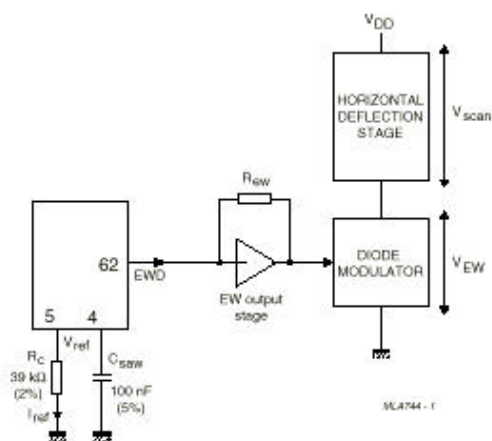 VDD
HORIZONTAL
DEFLECTION
STAGE
Vscan
Rew
62
EWD
EW output
stage
DIODE
MODULATOR
VEW
5
4
Vref
RC
39 kΩ
(2%)
Iref
Csaw
100 nF
(5%)
MLA744 - 1